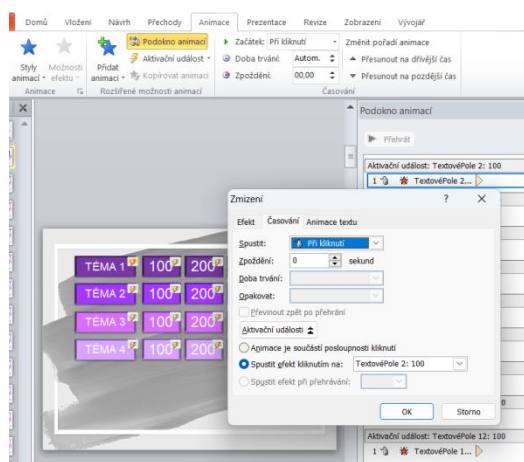 Domů Vložení Návrh Přechody Animace Prezentace Revize Zobrazení Vývojář
Styly animací
Možnosti efektu
Animace
Přidat animaci
Podokno animací
Aktivační událost
Kopírovat animaci
Rozšířené možnosti animací
Začátek: Při kliknutí
Doba trvání: Autom.
Zpoždění: 00,00
Časování
Změnit pořadí animace
Přesunout na dřívější čas
Přesunout na pozdější čas
Podokno animací
Přehrát
Aktivační událost: TextovéPole 2: 100
1 TextovéPole 2...
Zmizení ? X
Efekt Časování Animace textu
Spustit: Při kliknutí
Zpoždění: 0 sekund
Doba trvání:
Opakovat:
Převinout zpět po přehrání
Aktivační události
Animace je součástí posloupnosti kliknutí
Spustit efekt kliknutím na: TextovéPole 2: 100
Spustit efekt při přehrávání:
OK Storno
TÉMA 1 100 200
TÉMA 2 100 200
TÉMA 3 100 200
TÉMA 4 100 200
Aktivační událost: TextovéPole 12: 100
1 TextovéPole 1...